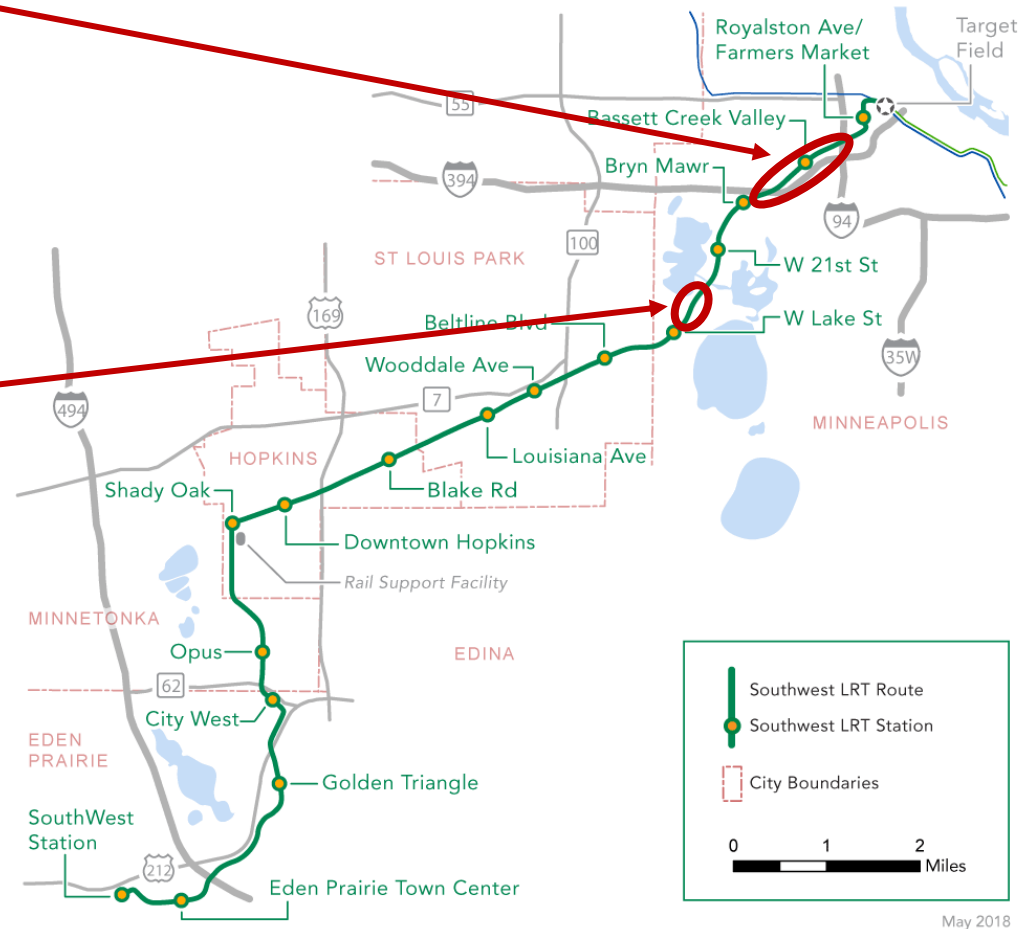 Royalston Ave/
Farmers Market
Target
Field
55
Bassett Creek Valley
Bryn Mawr
394
94
100
ST LOUIS PARK
W 21st St
169
Beltline Blvd
W Lake St
35W
Wooddale Ave
7
494
MINNEAPOLIS
HOPKINS
Louisiana Ave
Shady Oak
Blake Rd
Downtown Hopkins
Rail Support Facility
MINNETONKA
Opus
EDINA
62
City West
EDEN
PRAIRIE
Golden Triangle
SouthWest
Station
212
Eden Prairie Town Center
Southwest LRT Route
Southwest LRT Station
City Boundaries
0 1 2
Miles
May 2018